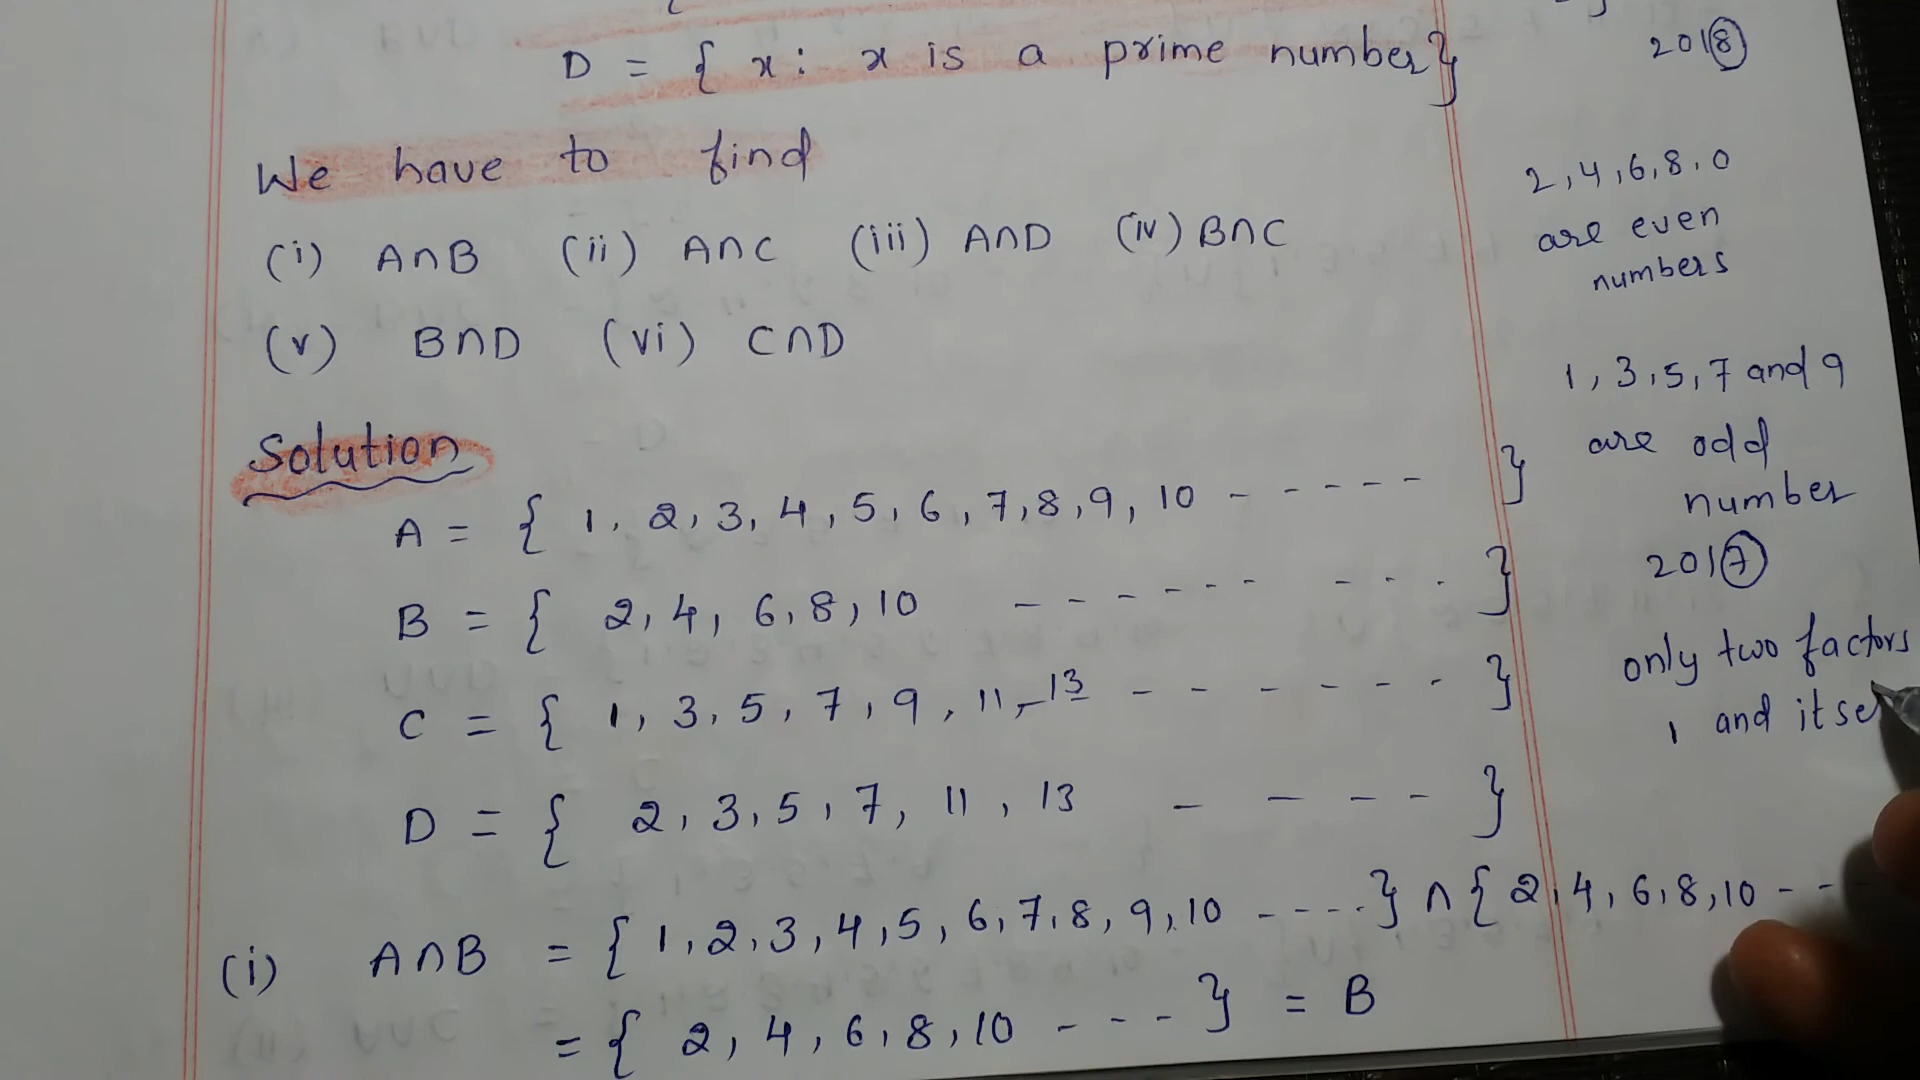 D = { x : x is a prime number}
2018
We have to find
2,4,6,8,0
are even
numbers
(i) A∩B (ii) A∩C (iii) A∩D (iv) B∩C
(v) B∩D (vi) C∩D
1,3,5,7 and 9
are odd
number
2017
only two factors
1 and itse
Solution
A = { 1, 2, 3, 4, 5, 6, 7, 8, 9, 10 ----- }
B = { 2, 4, 6, 8, 10 --------- }
C = { 1, 3, 5, 7, 9, 11, 13 ------- }
D = { 2, 3, 5, 7, 11, 13 ---- }
(i) A∩B = { 1, 2, 3, 4, 5, 6, 7, 8, 9, 10 ----} ∩ { 2, 4, 6, 8, 10 ---
= { 2, 4, 6, 8, 10 ---- } = B